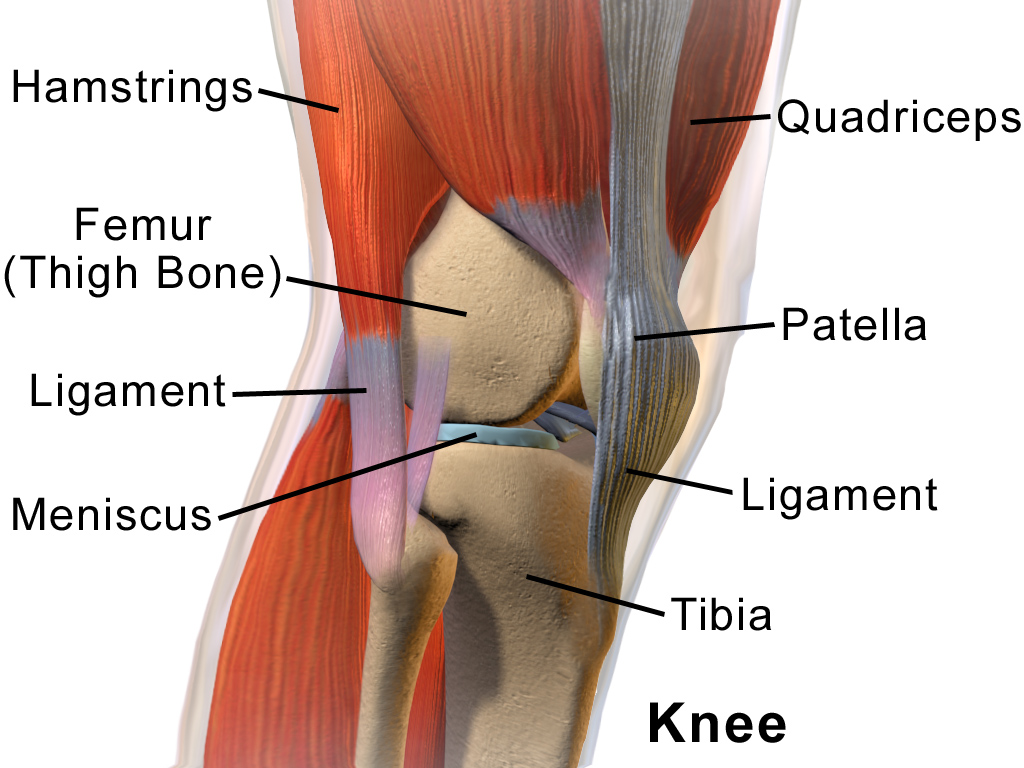 Hamstrings
Quadriceps
Femur
(Thigh Bone)
Patella
Ligament
Ligament
Meniscus
Tibia
Knee